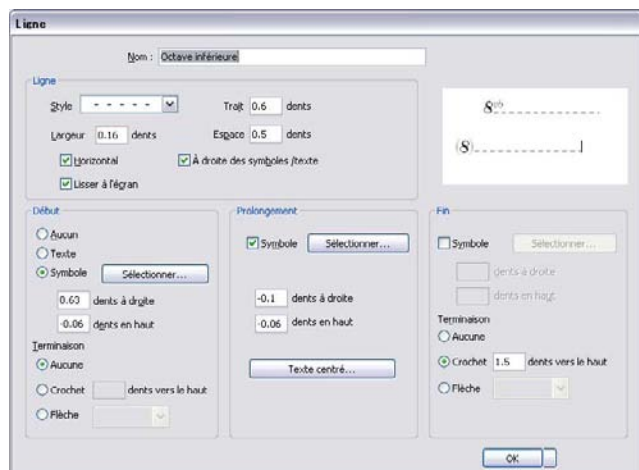 Ligne
Nom : Octave inférieure
Ligne
Style
Trait 0.6 dents
Largeur 0.16 dents
Espace 0.5 dents
Horizontal
À droite des symboles /texte
Lisser à l'écran
8vb
(8)
Début
Aucun
Texte
Symbole Sélectionner...
0.63 dents à droite
-0.06 dents en haut
Terminaison
Aucune
Crochet dents vers le haut
Flèche
Prolongement
Symbole Sélectionner...
-0.1 dents à droite
-0.06 dents en haut
Texte centré...
Fin
Symbole Sélectionner...
dents à droite
dents en haut
Terminaison
Aucune
Crochet 1.5 dents vers le haut
Flèche
OK